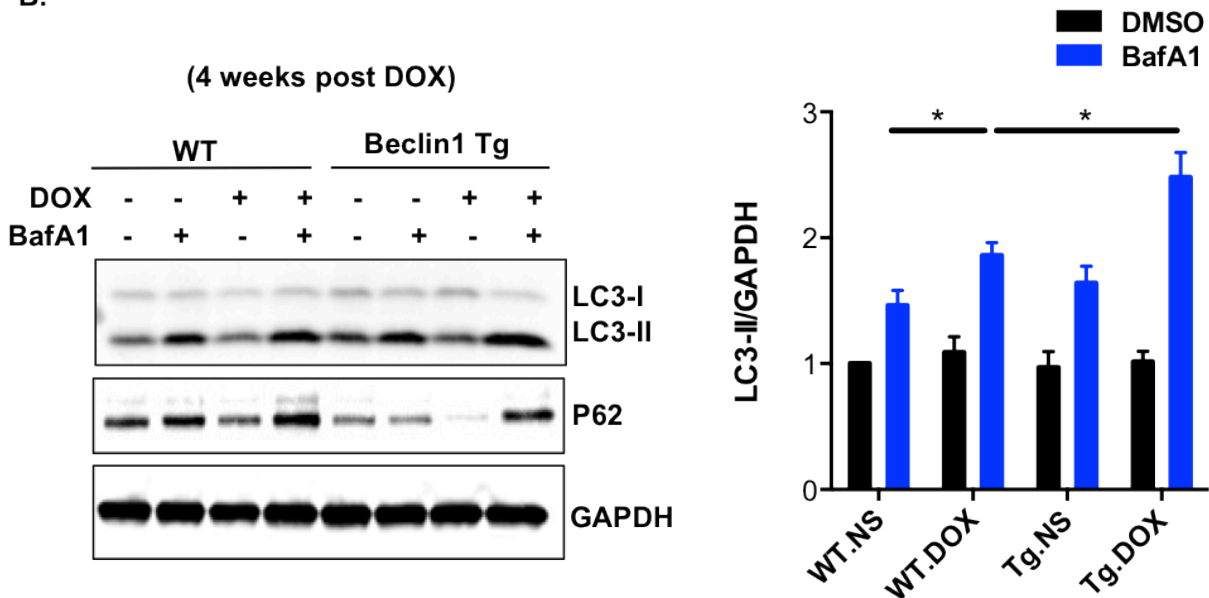 B.
(4 weeks post DOX)
WT Beclin1 Tg
DOX - - + + - - + +
BafA1 - + - + - + - +
LC3-I
LC3-II
P62
GAPDH
DMSO
BafA1
* *
LC3-II/GAPDH
3
2
1
0
WT.NS WT.DOX Tg.NS Tg.DOX